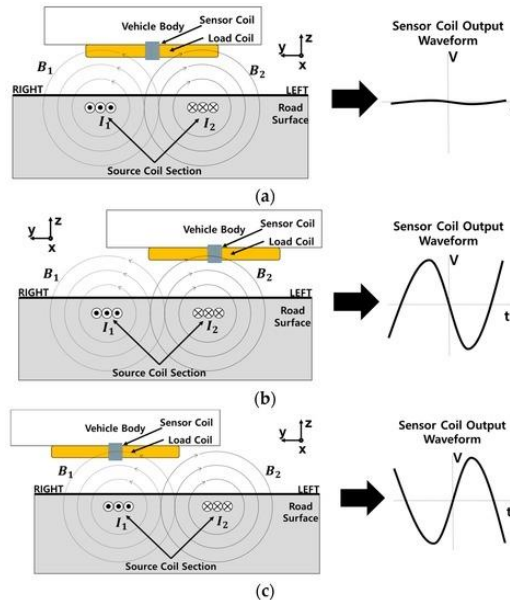 Vehicle Body
Sensor Coil
Load Coil
y
z
x
B₁
B₂
RIGHT
LEFT
I₁
I₂
Road
Surface
Source Coil Section
Sensor Coil Output
Waveform
V
(a)
Vehicle Body
Sensor Coil
Load Coil
y
z
x
B₁
B₂
RIGHT
LEFT
I₁
I₂
Road
Surface
Source Coil Section
Sensor Coil Output
Waveform
V
t
(b)
Vehicle Body
Sensor Coil
Load Coil
y
z
x
B₁
B₂
RIGHT
LEFT
I₁
I₂
Road
Surface
Source Coil Section
Sensor Coil Output
Waveform
V
t
(c)